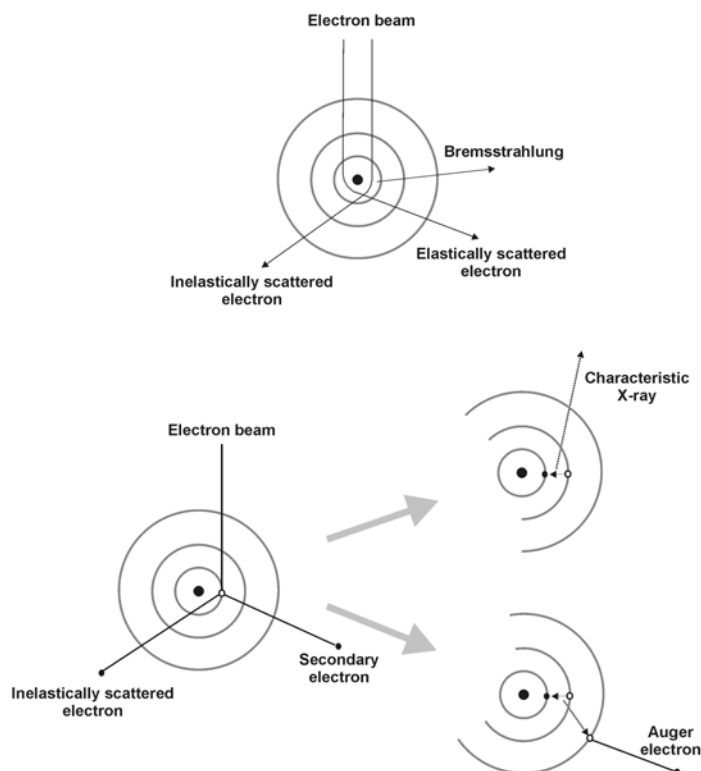 Electron beam
Bremsstrahlung
Elastically scattered
electron
Inelastically scattered
electron
Characteristic
X-ray
Electron beam
Secondary
electron
Inelastically scattered
electron
Auger
electron